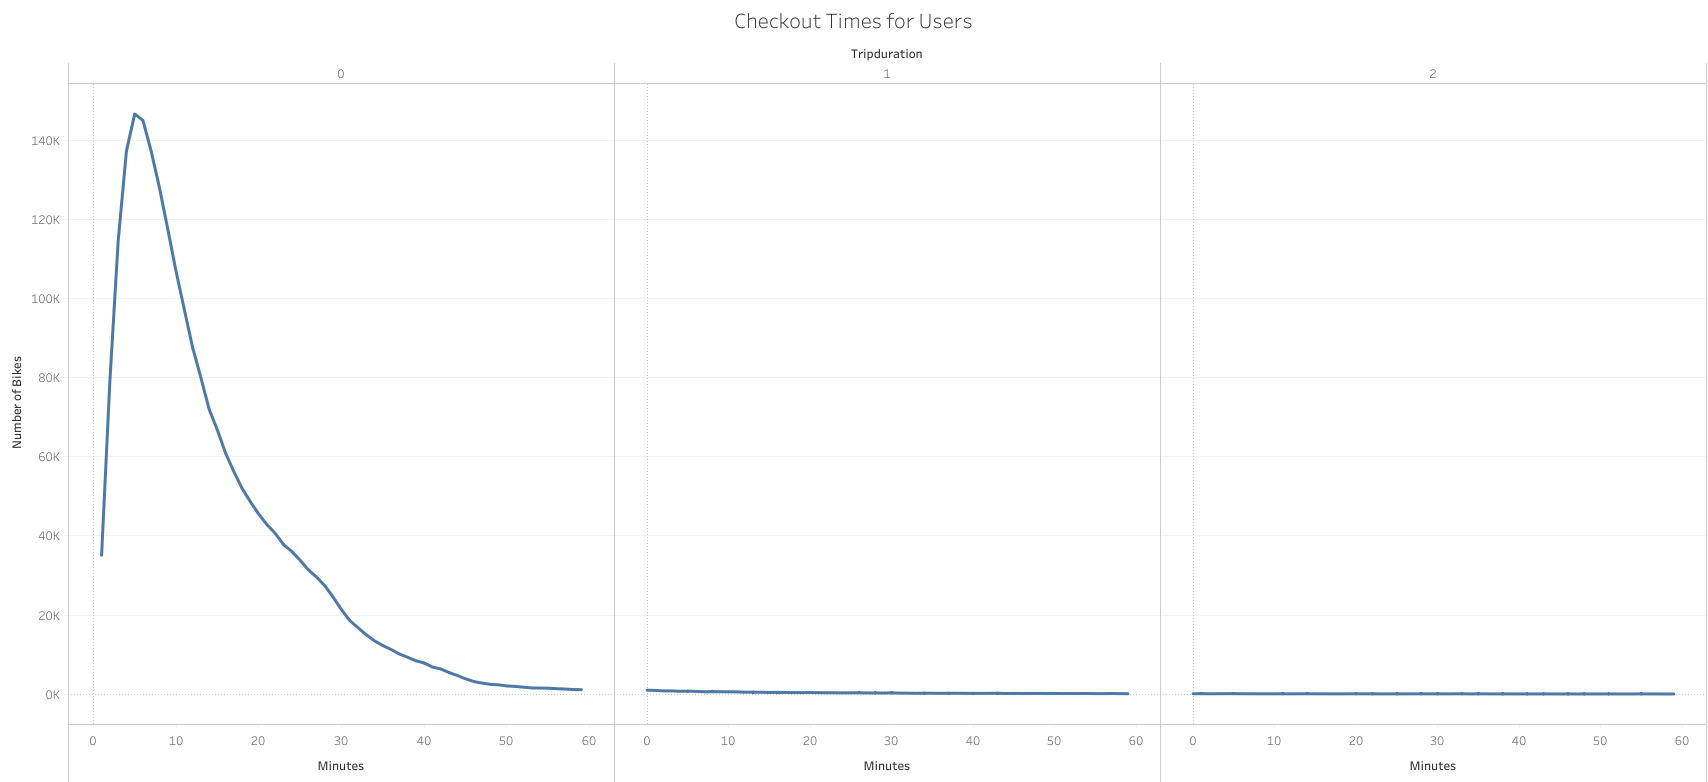 Checkout Times for Users
Tripduration
0 1 2
140K
120K
100K
80K
60K
40K
20K
0K
Number of Bikes
0 10 20 30 40 50 60 0 10 20 30 40 50 60 0 10 20 30 40 50 60
Minutes Minutes Minutes